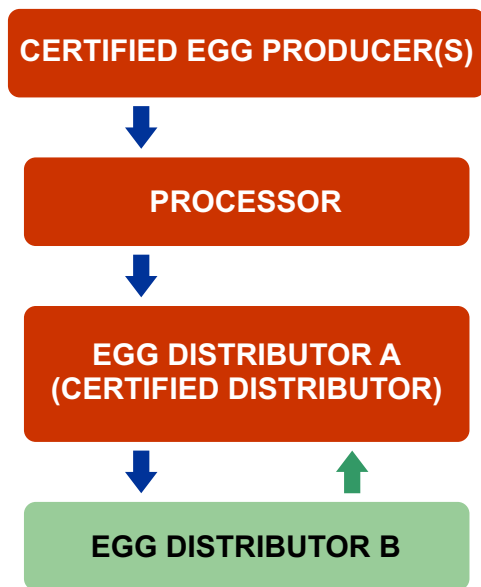 CERTIFIED EGG PRODUCER(S)
PROCESSOR
EGG DISTRIBUTOR A
(CERTIFIED DISTRIBUTOR)
EGG DISTRIBUTOR B